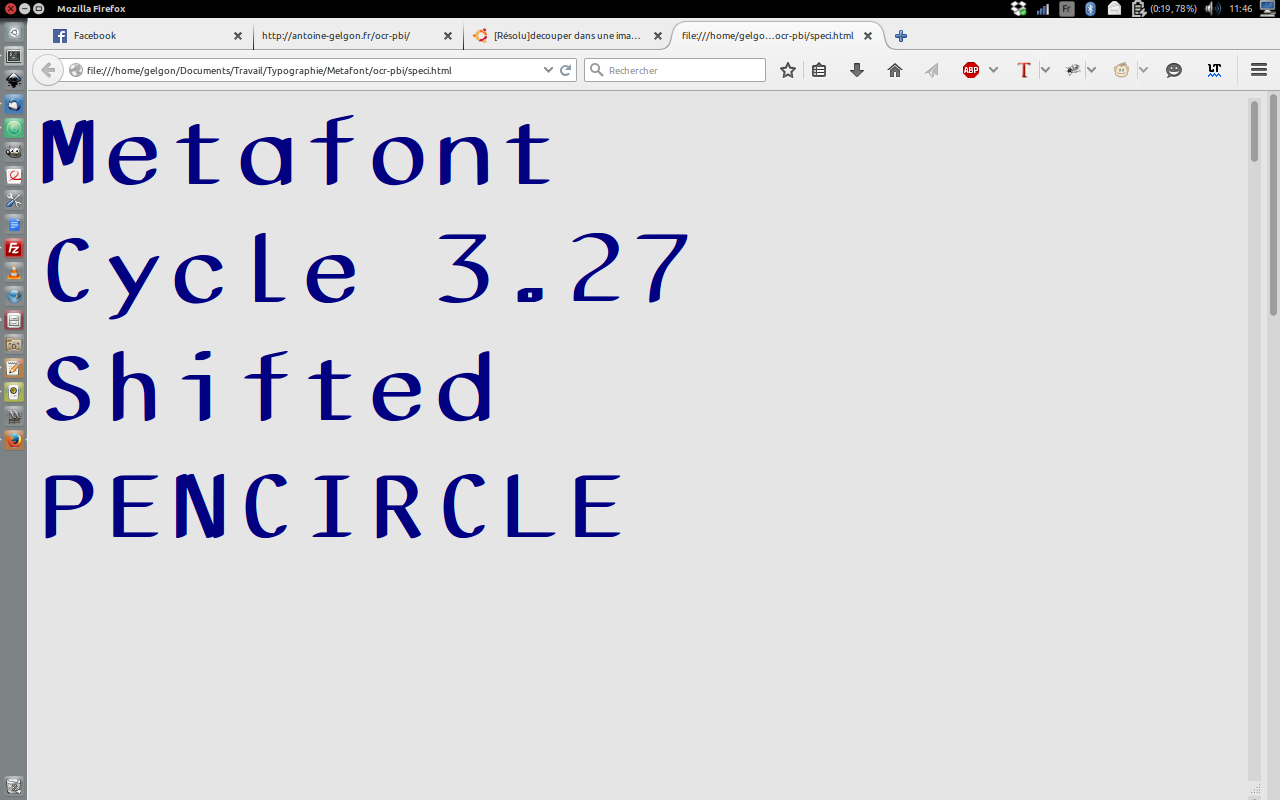 Mozilla Firefox
Fr
(0:19, 78%)
11:46
Facebook
http://antoine-gelgon.fr/ocr-pbi/
[Résolu]decouper dans une ima...
file:///home/gelgo...ocr-pbi/speci.html
file:///home/gelgon/Documents/Travail/Typographie/Metafont/ocr-pbi/speci.html
Rechercher
ABP
T
LT
Metafont
Cycle 3.27
Shifted
PENCIRCLE
Fz